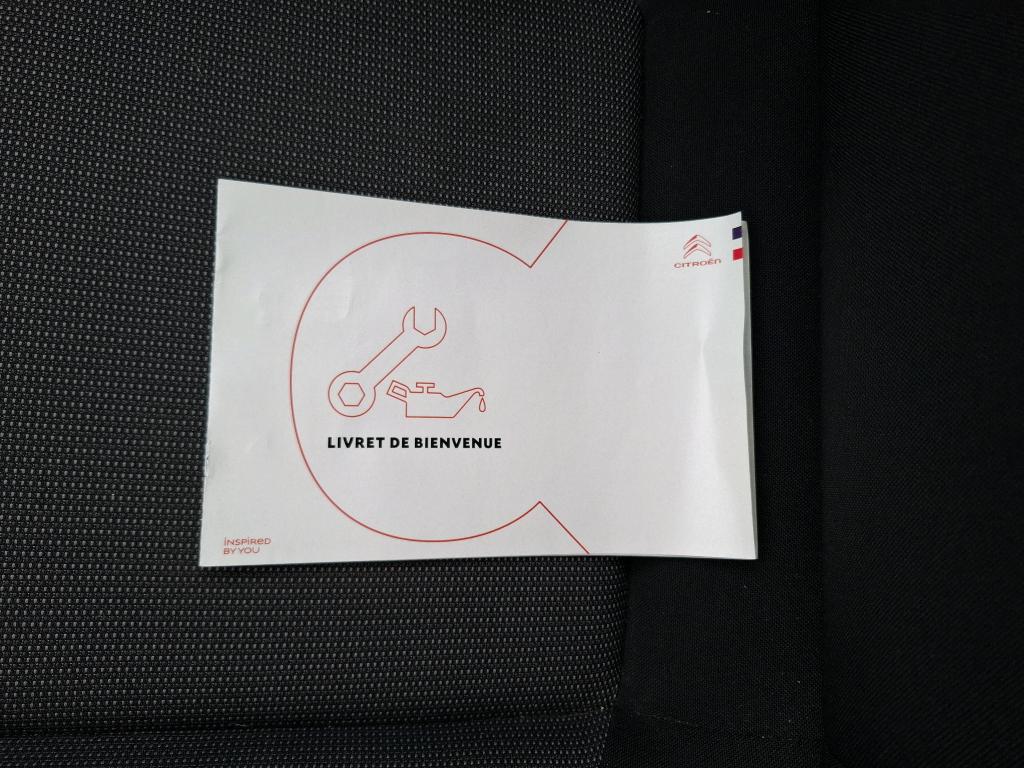 CITROËN
LIVRET DE BIENVENUE
INSPIRED
BY YOU